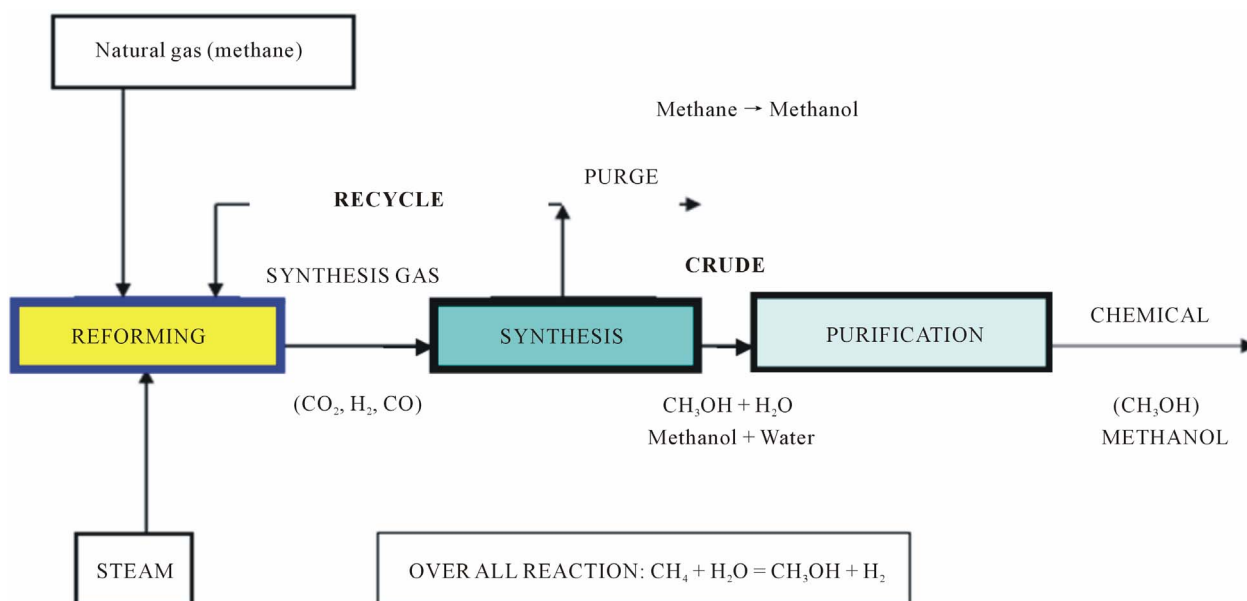 Natural gas (methane)
Methane → Methanol
PURGE
RECYCLE
CRUDE
SYNTHESIS GAS
CHEMICAL
REFORMING
SYNTHESIS
PURIFICATION
(CO₂, H₂, CO)
CH₃OH + H₂O
Methanol + Water
(CH₃OH)
METHANOL
STEAM
OVER ALL REACTION: CH₄ + H₂O = CH₃OH + H₂